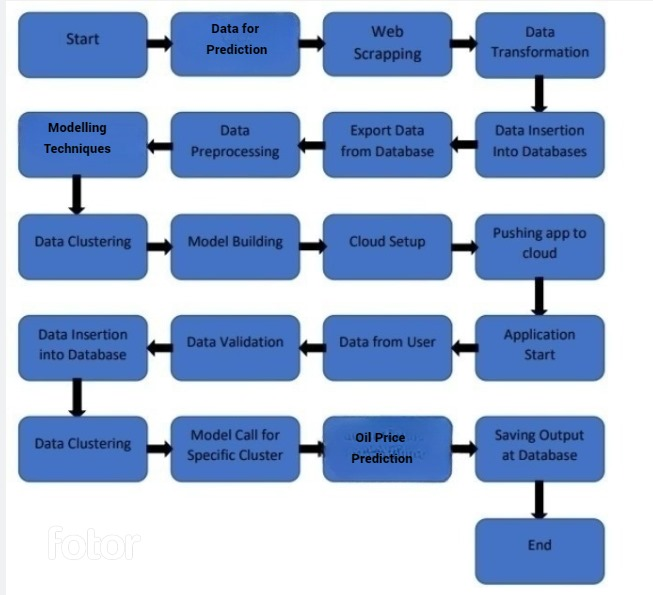 Start
Data for
Prediction
Web
Scrapping
Data
Transformation
Data Insertion
Into Databases
Export Data
from Database
Data
Preprocessing
Modelling
Techniques
Data Clustering
Model Building
Cloud Setup
Pushing app to
cloud
Application
Start
Data from User
Data Validation
Data Insertion
into Database
Data Clustering
Model Call for
Specific Cluster
Oil Price
Prediction
Saving Output
at Database
End
fotor